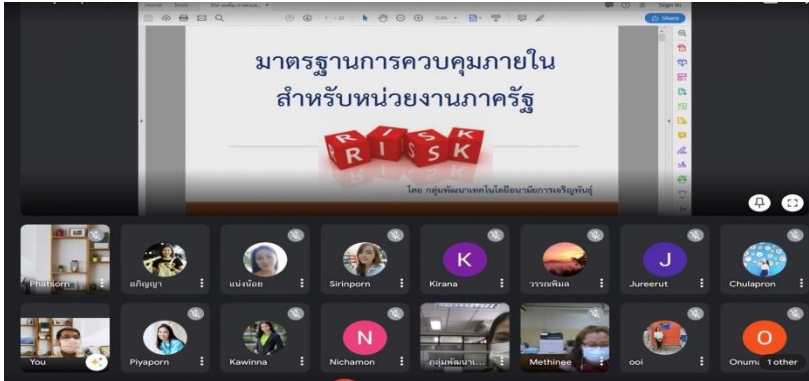 Home Tools
Sign In
Share
มาตรฐานการควบคุมภายใน
สำหรับหน่วยงานภาครัฐ
RISK
RISK
โดย กลุ่มพัฒนาเทคโนโลยีอนามัยการเจริญพันธุ์
Phatsorn
อภิญญา
แน่งน้อย
Sirinporn
K
Kirana
วรรณพิมล
J
Jureerut
Chulapron
You
Piyaporn
Kawinna
N
Nichamon
กลุ่มพัฒนาเ...
Methinee
ooi
O
Onum
1 other